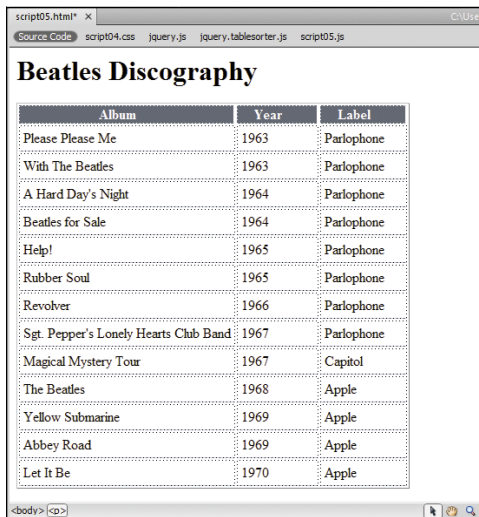 script05.html* × C:\Use
Source Code script04.css jquery.js jquery.tablesorter.js script05.js
Beatles Discography
Album Year Label
Please Please Me 1963 Parlophone
With The Beatles 1963 Parlophone
A Hard Day's Night 1964 Parlophone
Beatles for Sale 1964 Parlophone
Help! 1965 Parlophone
Rubber Soul 1965 Parlophone
Revolver 1966 Parlophone
Sgt. Pepper's Lonely Hearts Club Band 1967 Parlophone
Magical Mystery Tour 1967 Capitol
The Beatles 1968 Apple
Yellow Submarine 1969 Apple
Abbey Road 1969 Apple
Let It Be 1970 Apple
<body> <p>